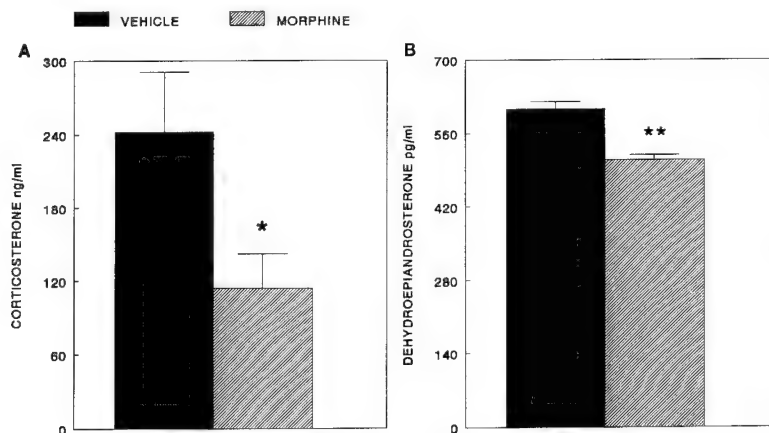 VEHICLE MORPHINE
A
CORTICOSTERONE ng/ml
300
240
180
120
60
0
*
B
DEHYDROEPIANDROSTERONE pg/ml
700
560
420
280
140
0
**